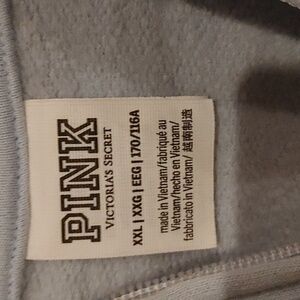 PINK
VICTORIA'S SECRET
XXL | XXG | EEG | 170/116A
made in Vietnam/fabriqué au
Vietnam/hecho en Vietnam/
fabbricato in Vietnam/ 越南制造